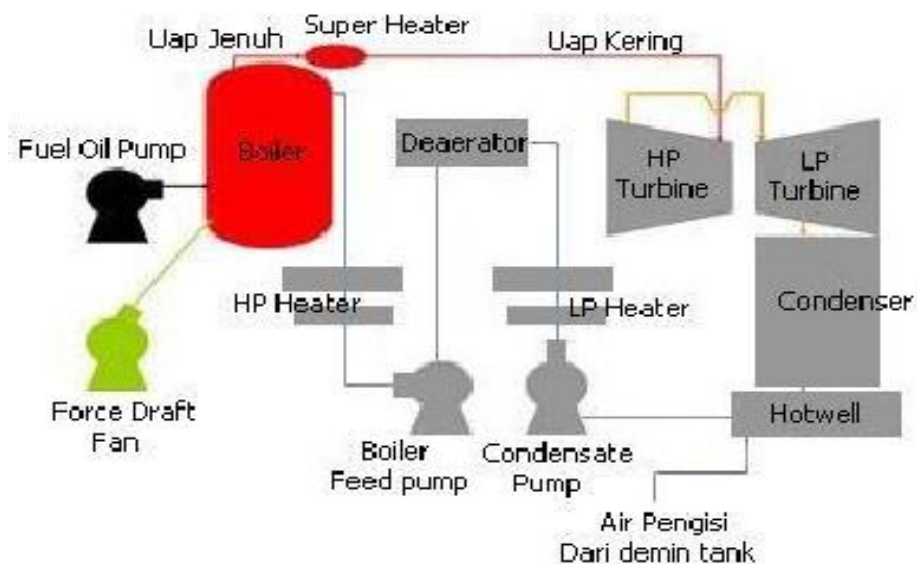 Uap Jenuh
Super Heater
Uap Kering
Fuel Oil Pump
Boiler
Deaerator
HP
Turbine
LP
Turbine
HP Heater
LP Heater
Condenser
Force Draft
Fan
Boiler
Feed pump
Condensate
Pump
Hotwell
Air Pengisi
Dari demin tank